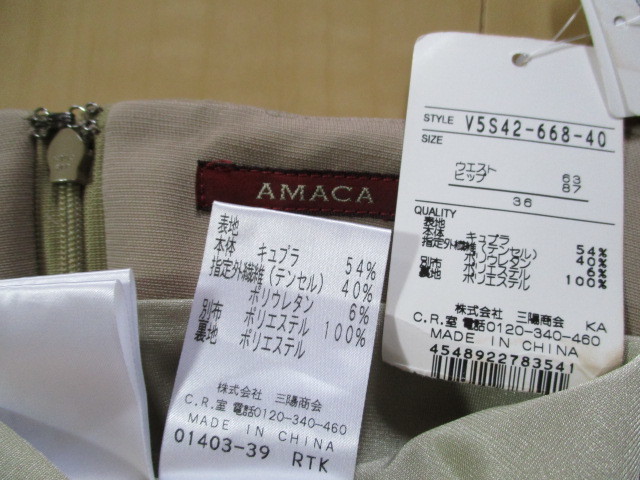 AMACA
表地
本体 キュプラ 54%
指定外繊維(テンセル) 40%
ポリウレタン 6%
別布 ポリエステル 100%
裏地 ポリエステル
株式会社 三陽商会
C.R.室 電話0120-340-460
MADE IN CHINA
01403-39 RTK
STYLE V5S42-668-40
SIZE
ウエスト 63
ヒップ 87
36
QUALITY
表地
本体 キュプラ 54%
指定外繊維(テンセル) 40%
ポリウレタン 6%
別布 ポリエステル 100%
裏地 ポリエステル
株式会社 三陽商会 KA
C.R.室 電話0120-340-460
MADE IN CHINA
4548922783541